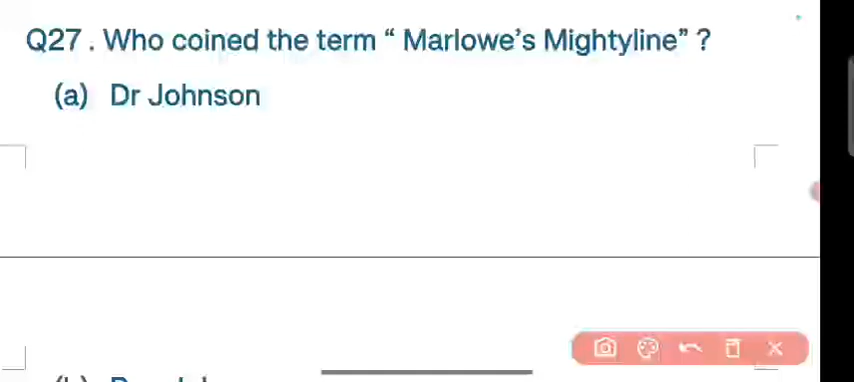 Q27 . Who coined the term “ Marlowe’s Mightyline” ?
(a) Dr Johnson